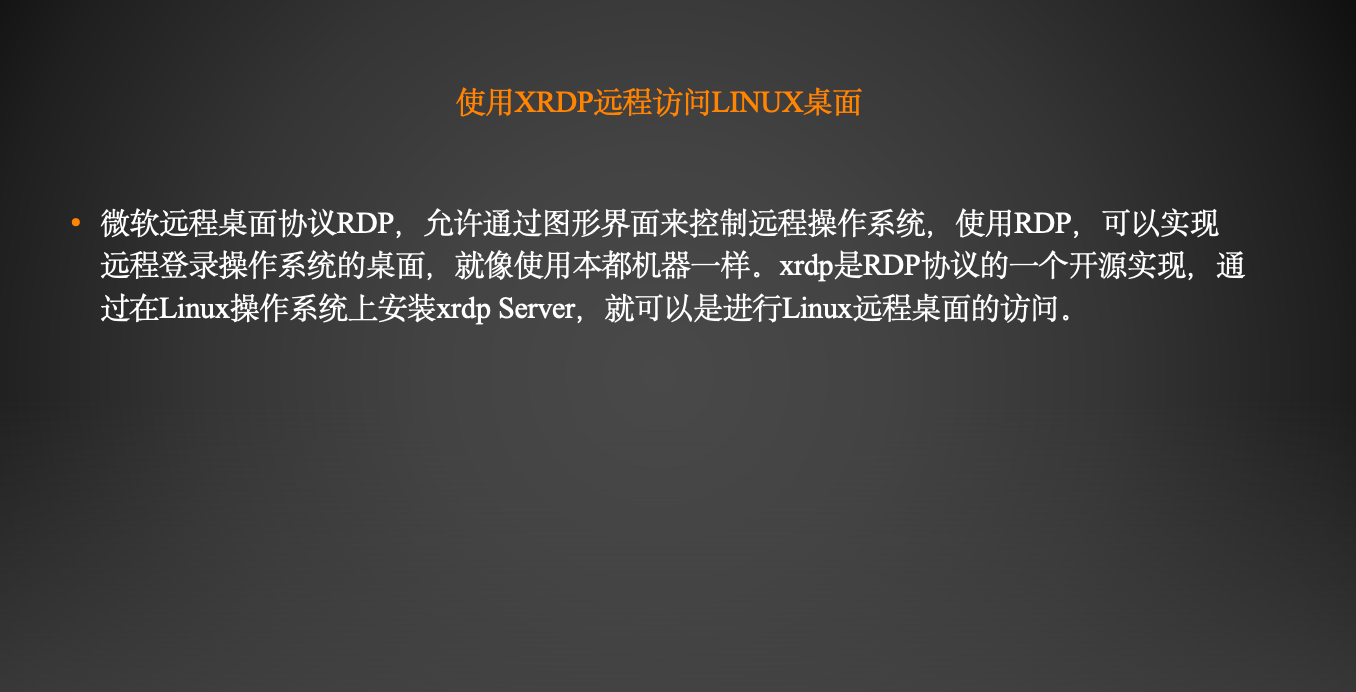 使用XRDP远程访问LINUX桌面
• 微软远程桌面协议RDP，允许通过图形界面来控制远程操作系统，使用RDP，可以实现
远程登录操作系统的桌面，就像使用本都机器一样。xrdp是RDP协议的一个开源实现，通
过在Linux操作系统上安装xrdp Server，就可以是进行Linux远程桌面的访问。